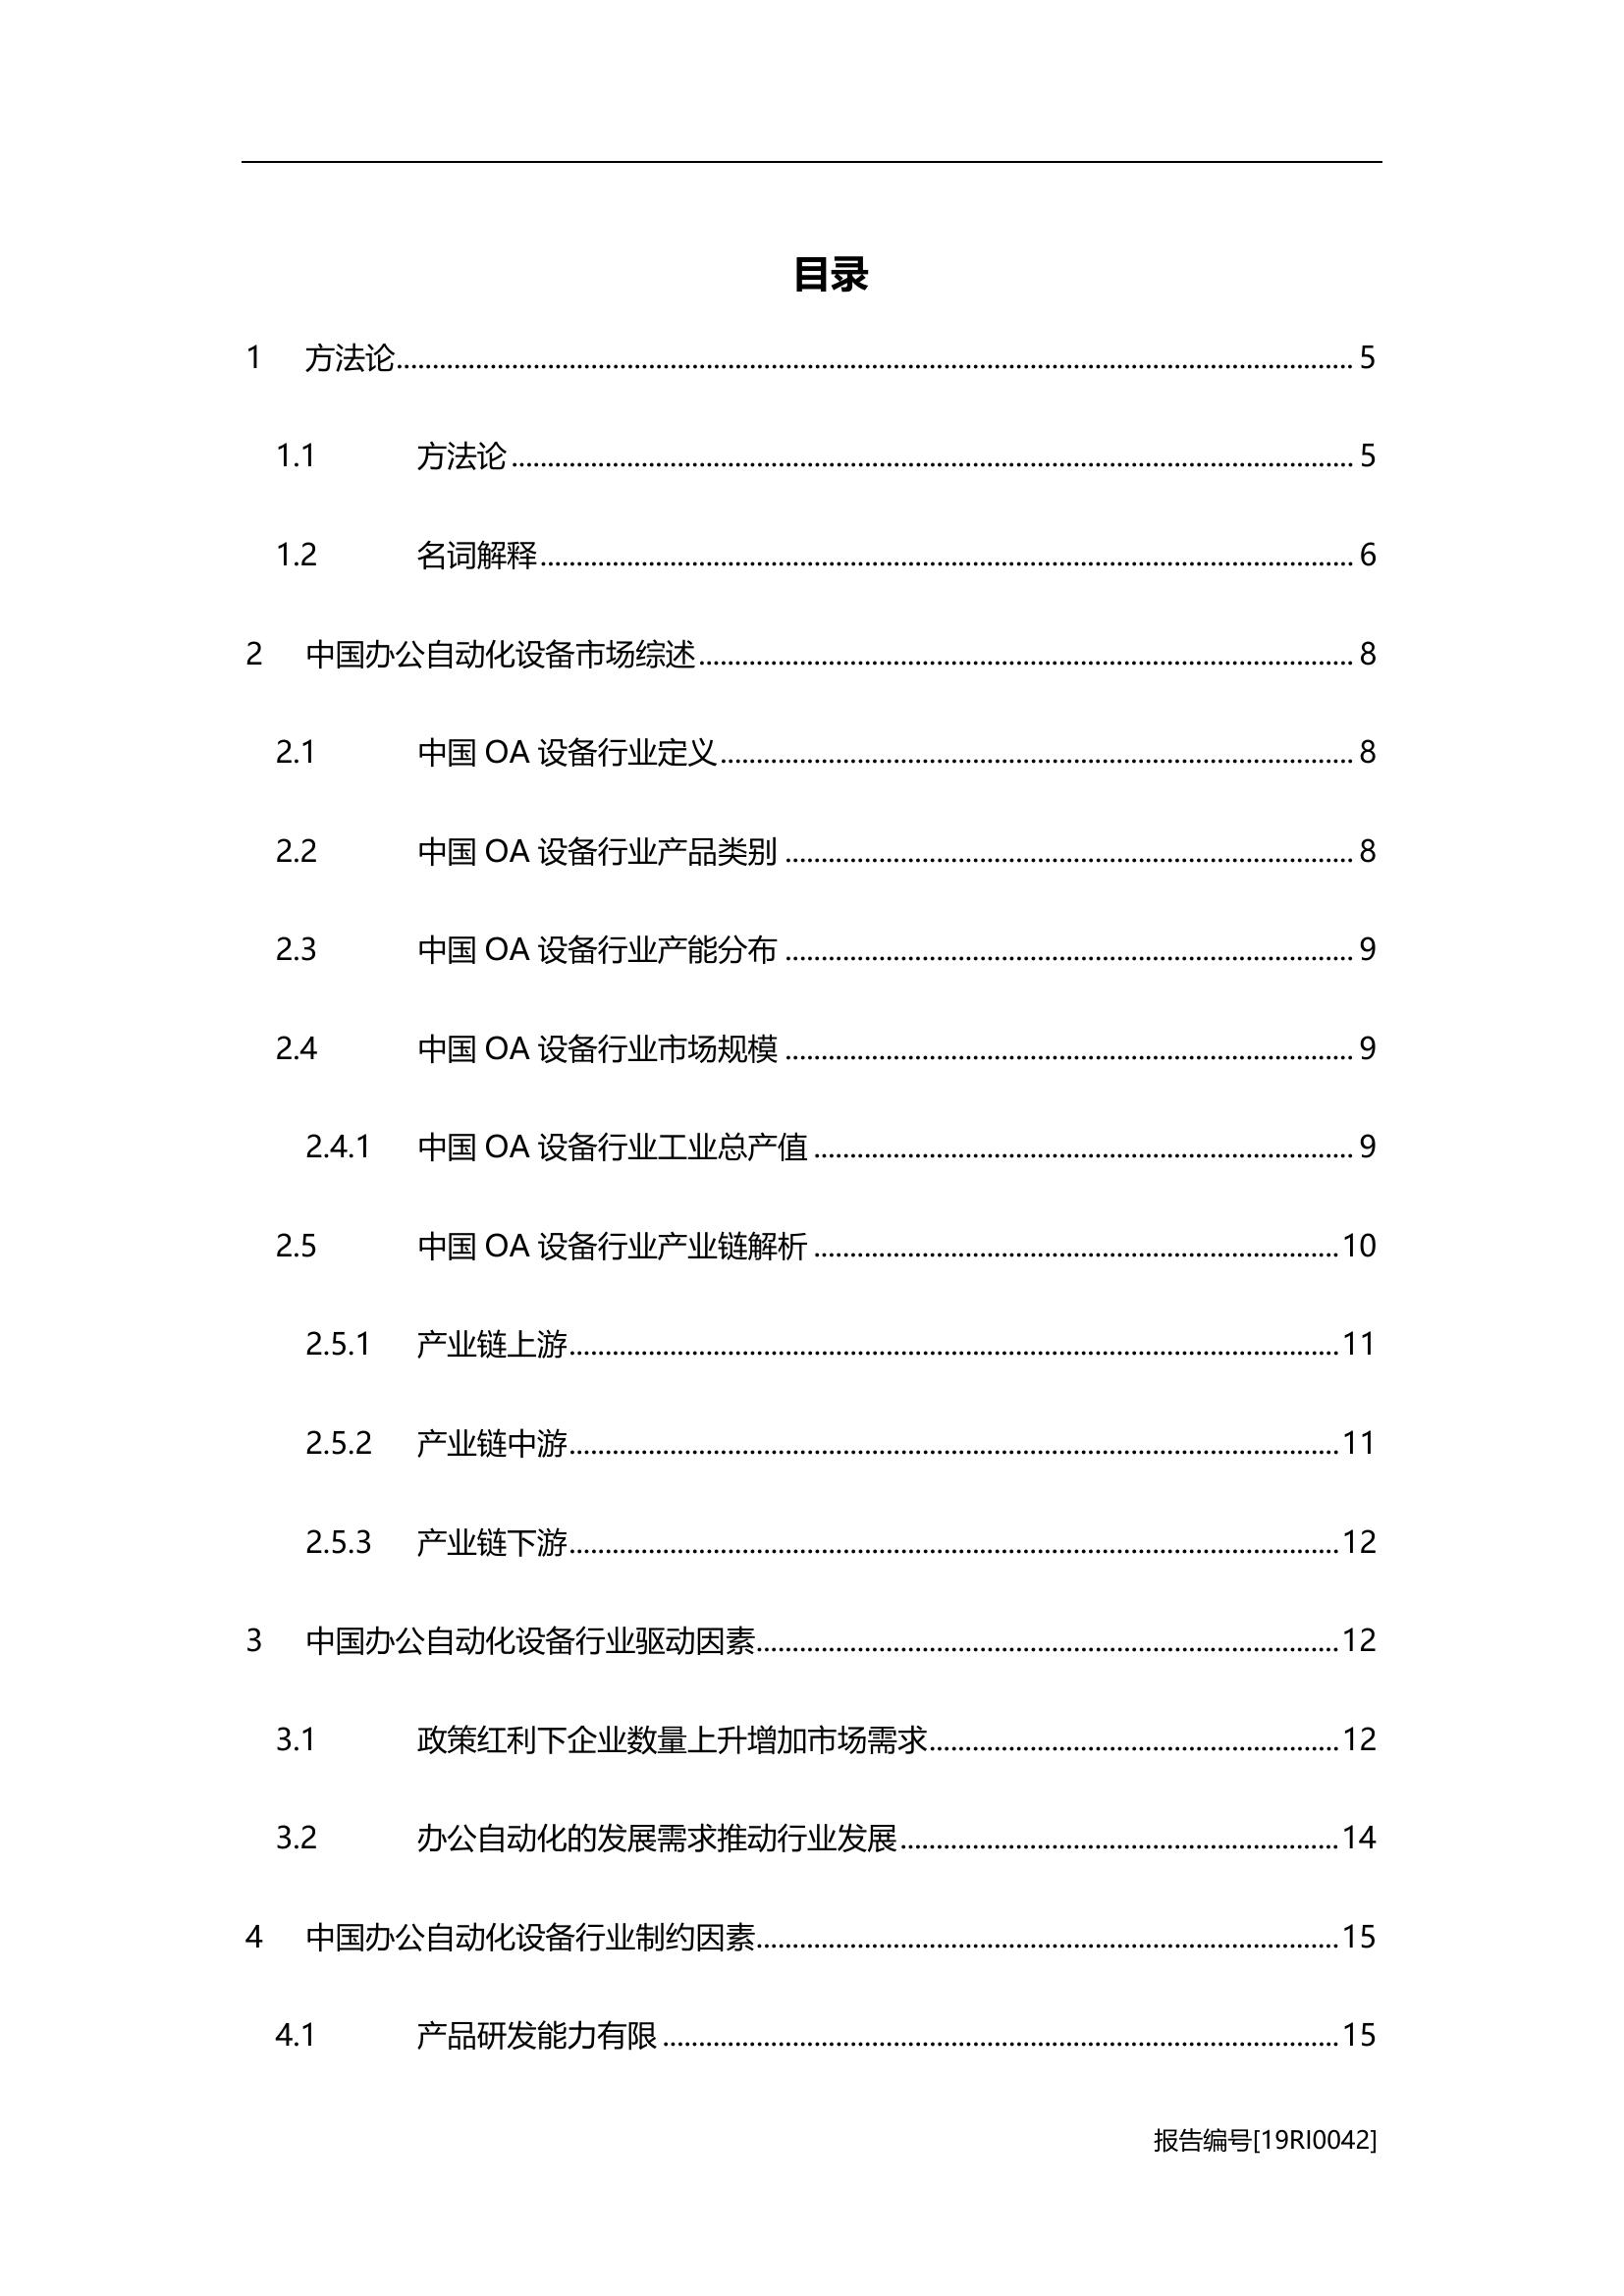 目录
1 方法论 5
1.1 方法论 5
1.2 名词解释 6
2 中国办公自动化设备市场综述 8
2.1 中国 OA 设备行业定义 8
2.2 中国 OA 设备行业产品类别 8
2.3 中国 OA 设备行业产能分布 9
2.4 中国 OA 设备行业市场规模 9
2.4.1 中国 OA 设备行业工业总产值 9
2.5 中国 OA 设备行业产业链解析 10
2.5.1 产业链上游 11
2.5.2 产业链中游 11
2.5.3 产业链下游 12
3 中国办公自动化设备行业驱动因素 12
3.1 政策红利下企业数量上升增加市场需求 12
3.2 办公自动化的发展需求推动行业发展 14
4 中国办公自动化设备行业制约因素 15
4.1 产品研发能力有限 15
报告编号[19RI0042]